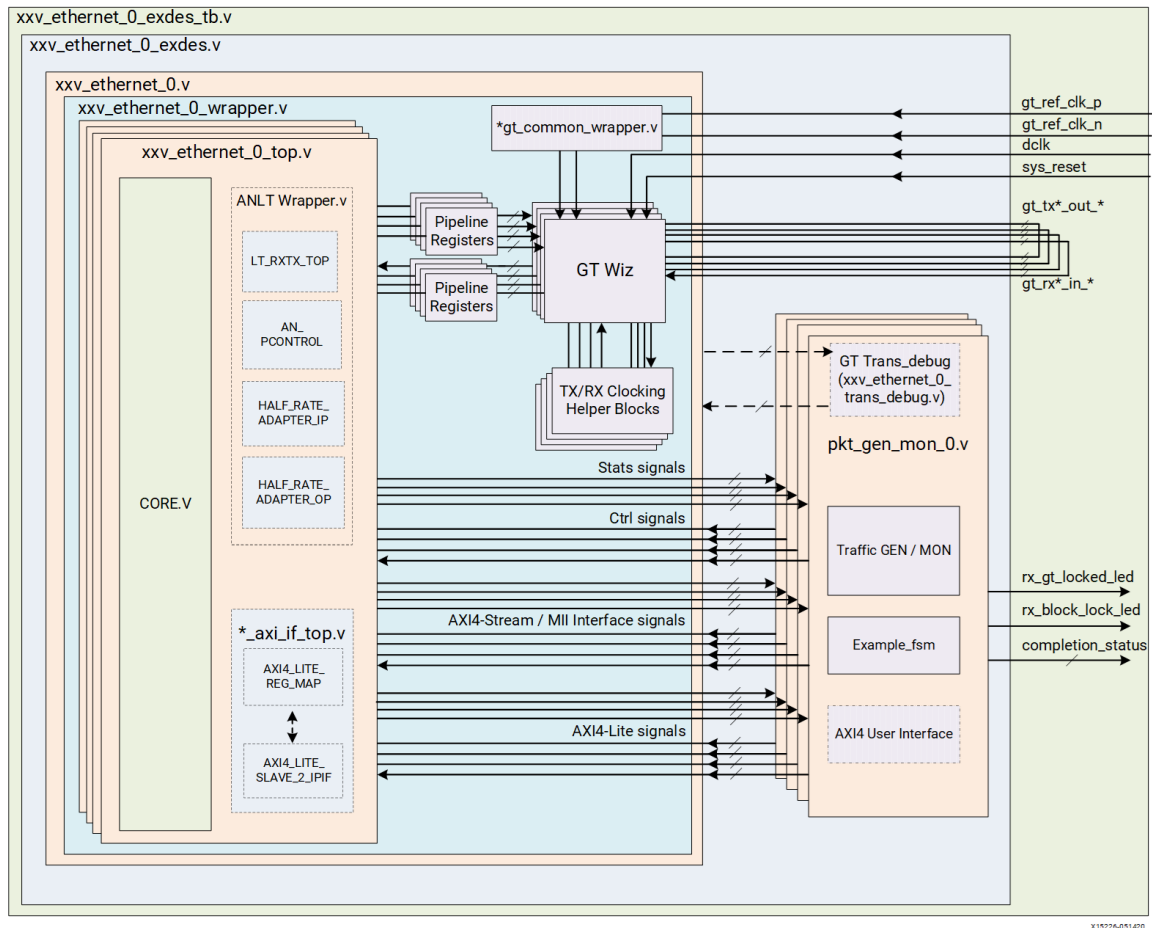 xxv_ethernet_0_exdes_tb.v
xxv_ethernet_0_exdes.v
xxv_ethernet_0.v
xxv_ethernet_0_wrapper.v
xxv_ethernet_0_top.v
CORE.V
ANLT Wrapper.v
LT_RXTX_TOP
AN_
PCONTROL
HALF_RATE_
ADAPTER_IP
HALF_RATE_
ADAPTER_OP
*_axi_if_top.v
AXI4_LITE_
REG_MAP
AXI4_LITE_
SLAVE_2_IPIF
Pipeline
Registers
Pipeline
Registers
*gt_common_wrapper.v
GT Wiz
TX/RX Clocking
Helper Blocks
Stats signals
Ctrl signals
AXI4-Stream / MII Interface signals
AXI4-Lite signals
GT Trans_debug
(xxv_ethernet_0_
trans_debug.v)
pkt_gen_mon_0.v
Traffic GEN / MON
Example_fsm
AXI4 User Interface
gt_ref_clk_p
gt_ref_clk_n
dclk
sys_reset
gt_tx*_out_*
gt_rx*_in_*
rx_gt_locked_led
rx_block_lock_led
completion_status
X15226-051420